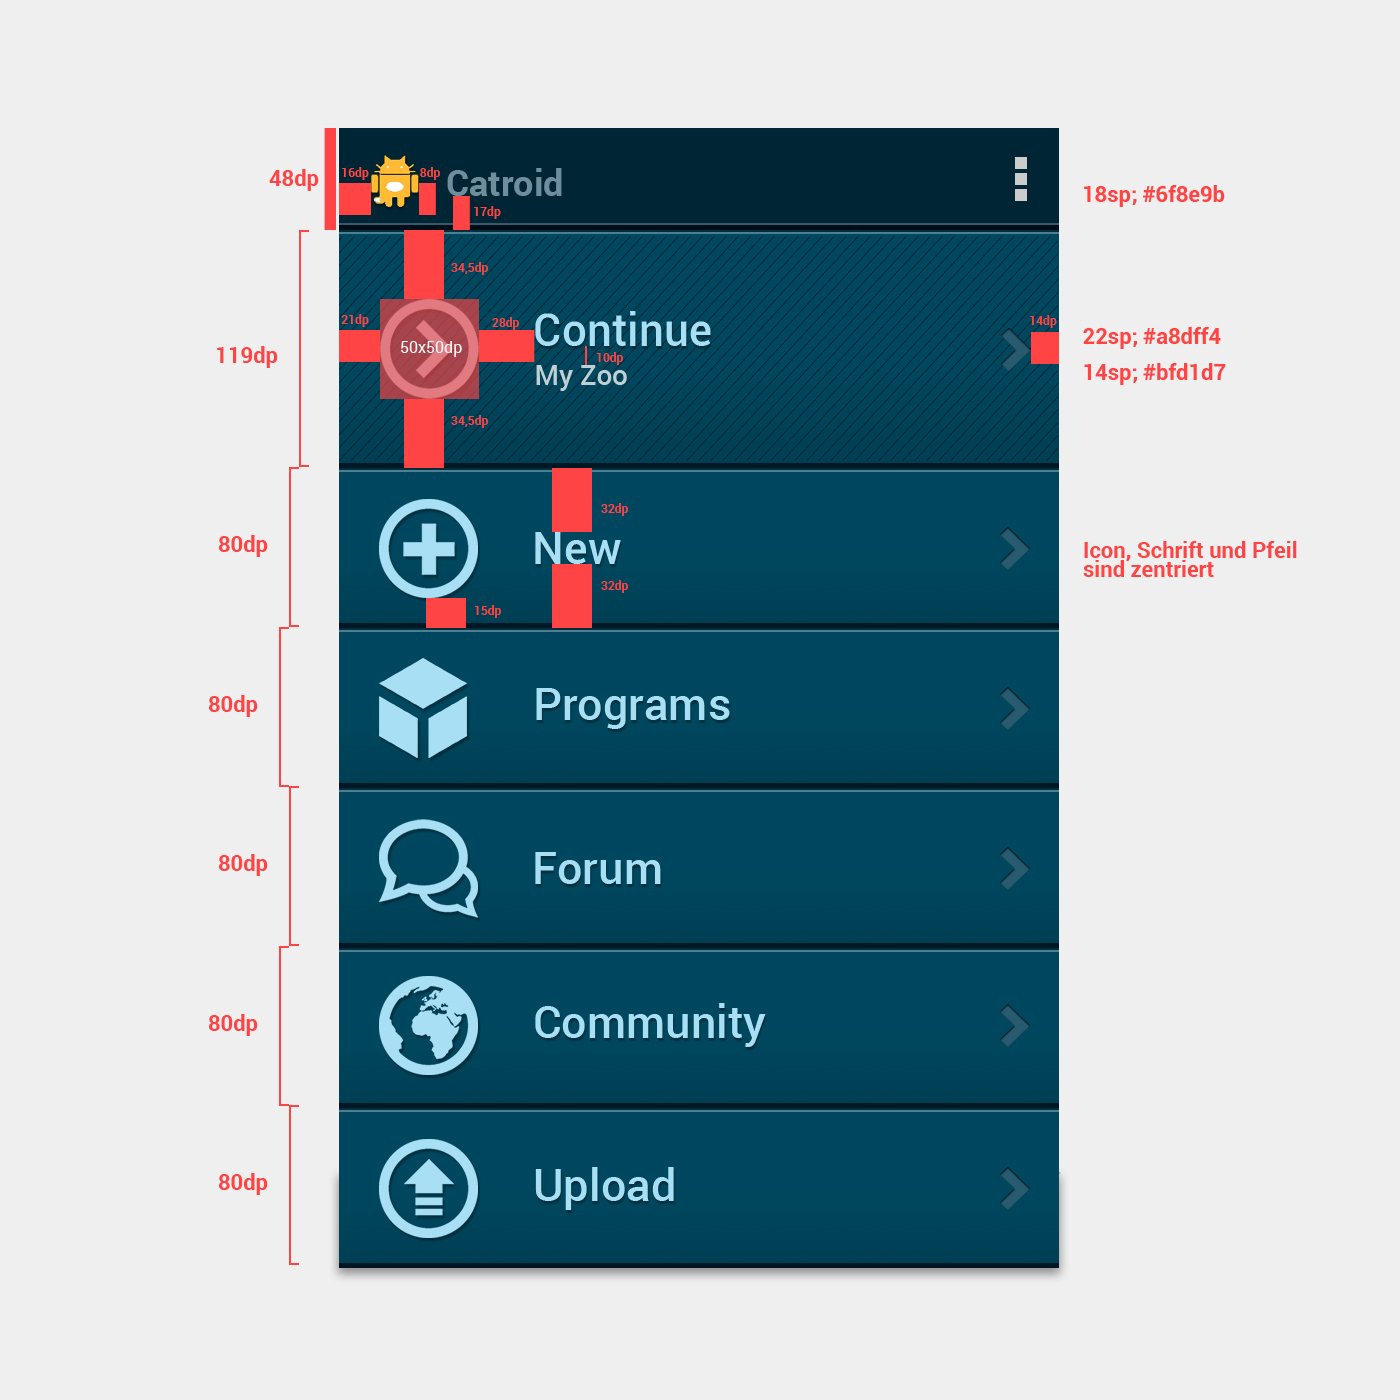 48dp
16dp
8dp
Catroid
17dp
18sp; #6f8e9b
34,5dp
21dp
28dp
Continue
14dp
22sp; #a8dff4
119dp
50x50dp
10dp
My Zoo
14sp; #bfd1d7
34,5dp
32dp
80dp
New
Icon, Schrift und Pfeil
sind zentriert
32dp
15dp
80dp
Programs
80dp
Forum
80dp
Community
80dp
Upload